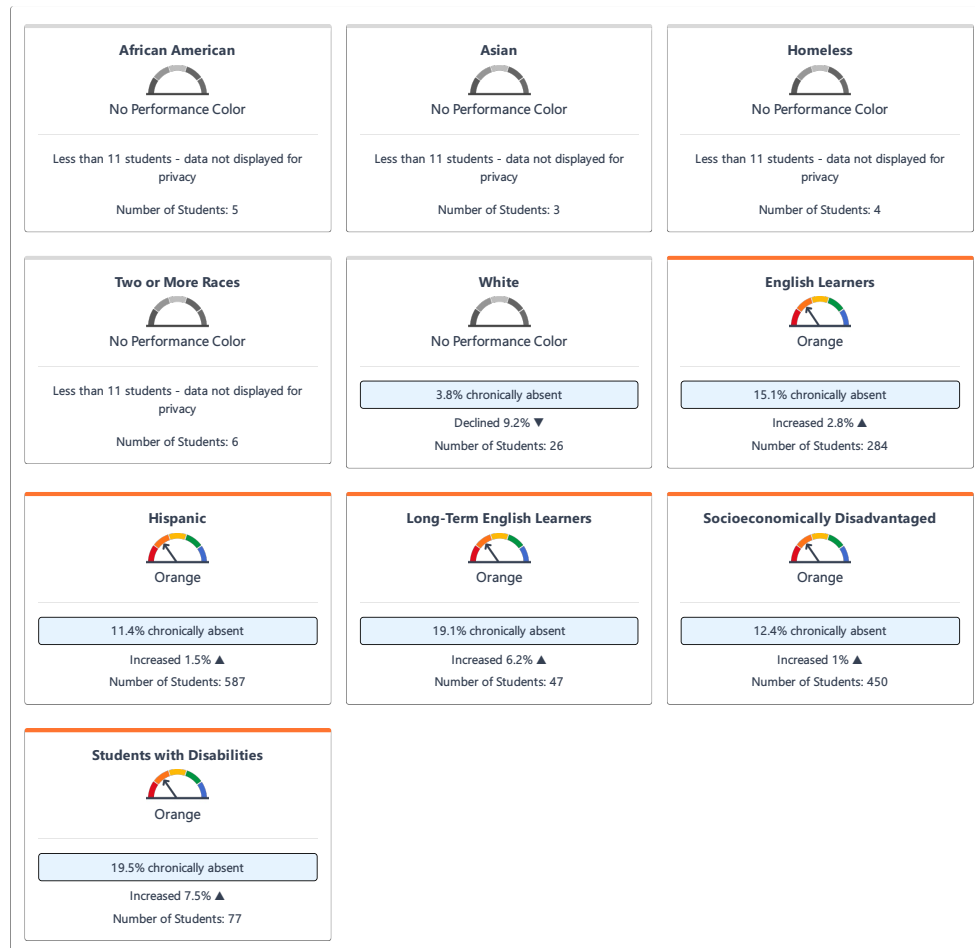 African American
No Performance Color
Less than 11 students - data not displayed for
privacy
Number of Students: 5
Asian
No Performance Color
Less than 11 students - data not displayed for
privacy
Number of Students: 3
Homeless
No Performance Color
Less than 11 students - data not displayed for
privacy
Number of Students: 4
Two or More Races
No Performance Color
Less than 11 students - data not displayed for
privacy
Number of Students: 6
White
No Performance Color
3.8% chronically absent
Declined 9.2% ▼
Number of Students: 26
English Learners
Orange
15.1% chronically absent
Increased 2.8% ▲
Number of Students: 284
Hispanic
Orange
11.4% chronically absent
Increased 1.5% ▲
Number of Students: 587
Long-Term English Learners
Orange
19.1% chronically absent
Increased 6.2% ▲
Number of Students: 47
Socioeconomically Disadvantaged
Orange
12.4% chronically absent
Increased 1% ▲
Number of Students: 450
Students with Disabilities
Orange
19.5% chronically absent
Increased 7.5% ▲
Number of Students: 77